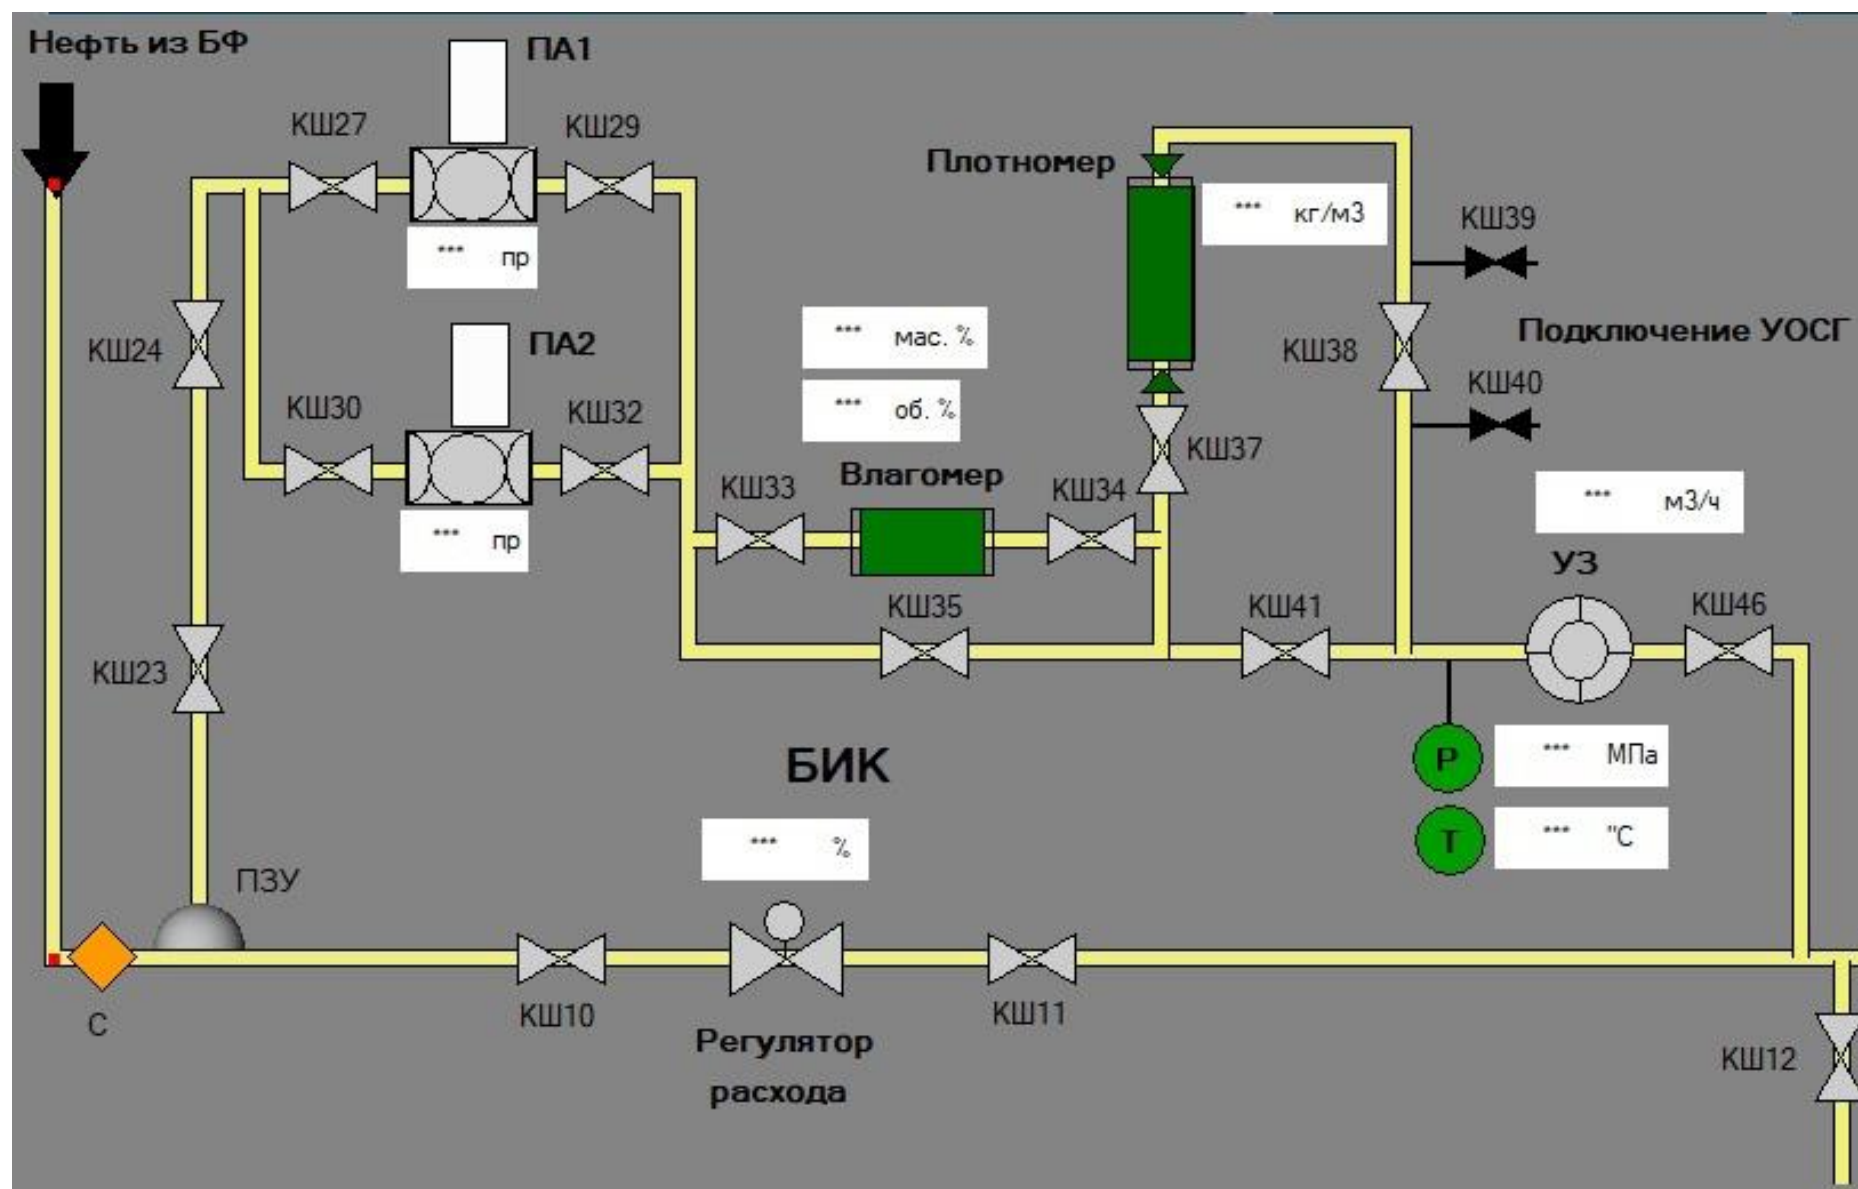 Нефть из БФ
ПА1
КШ27
КШ29
*** пр
Плотномер
*** кг/м3
КШ39
КШ24
ПА2
КШ30
КШ32
*** пр
*** мас. %
*** об. %
КШ38
Подключение УОСГ
КШ40
КШ37
Влагомер
КШ33
КШ34
*** м3/ч
УЗ
КШ35
КШ41
КШ46
КШ23
БИК
P
*** МПа
T
*** "С
*** %
ПЗУ
С
КШ10
КШ11
Регулятор
расхода
КШ12